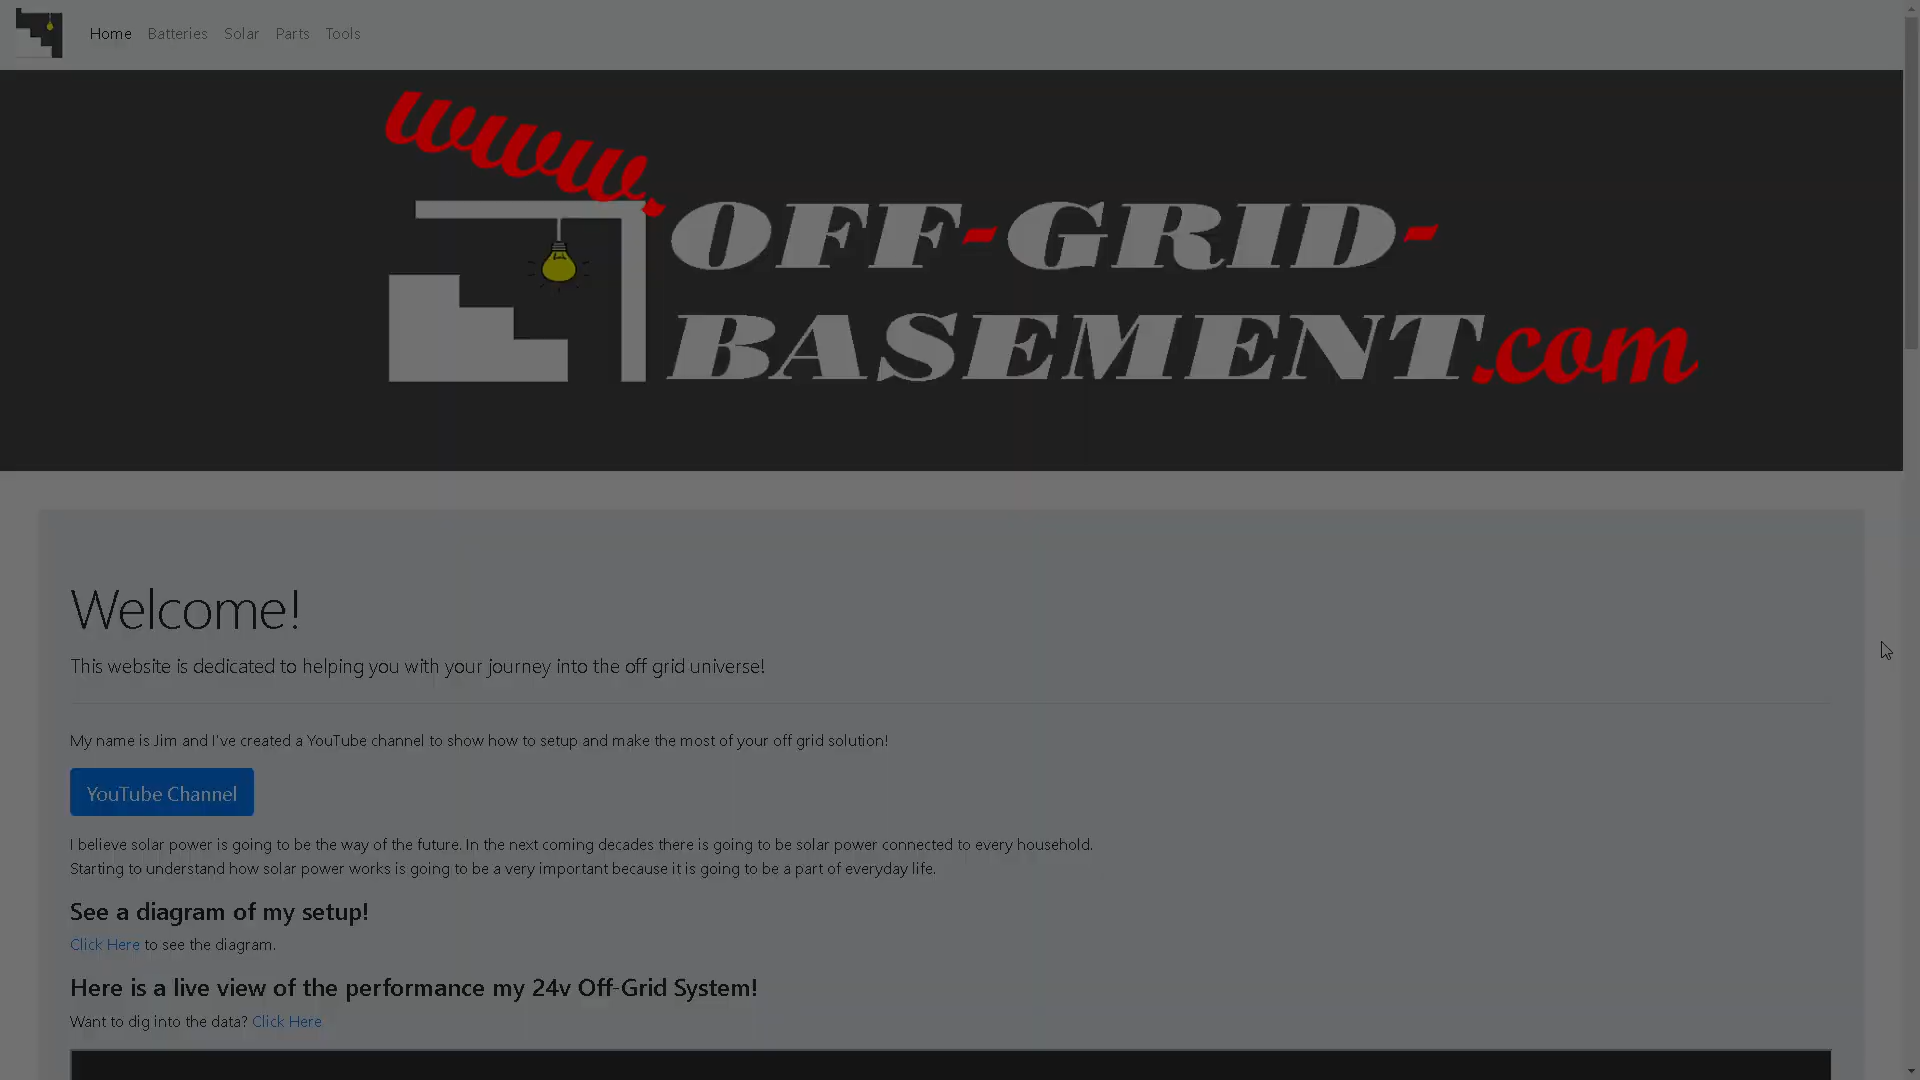 Home Batteries Solar Parts Tools
www.
OFF-GRID-
BASEMENT.com
Welcome!
This website is dedicated to helping you with your journey into the off grid universe!
My name is Jim and I've created a YouTube channel to show how to setup and make the most of your off grid solution!
YouTube Channel
I believe solar power is going to be the way of the future. In the next coming decades there is going to be solar power connected to every household.
Starting to understand how solar power works is going to be a very important because it is going to be a part of everyday life.
See a diagram of my setup!
Click Here to see the diagram.
Here is a live view of the performance my 24v Off-Grid System!
Want to dig into the data? Click Here